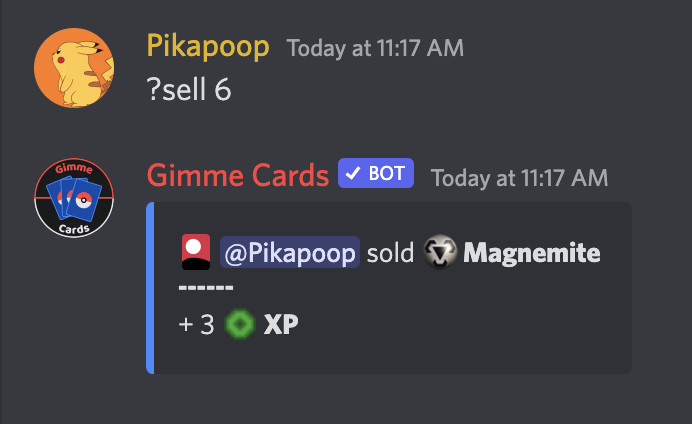 Pikapoop Today at 11:17 AM
?sell 6
Gimme
Cards
Gimme Cards BOT Today at 11:17 AM
@Pikapoop sold Magnemite
------
+ 3 XP